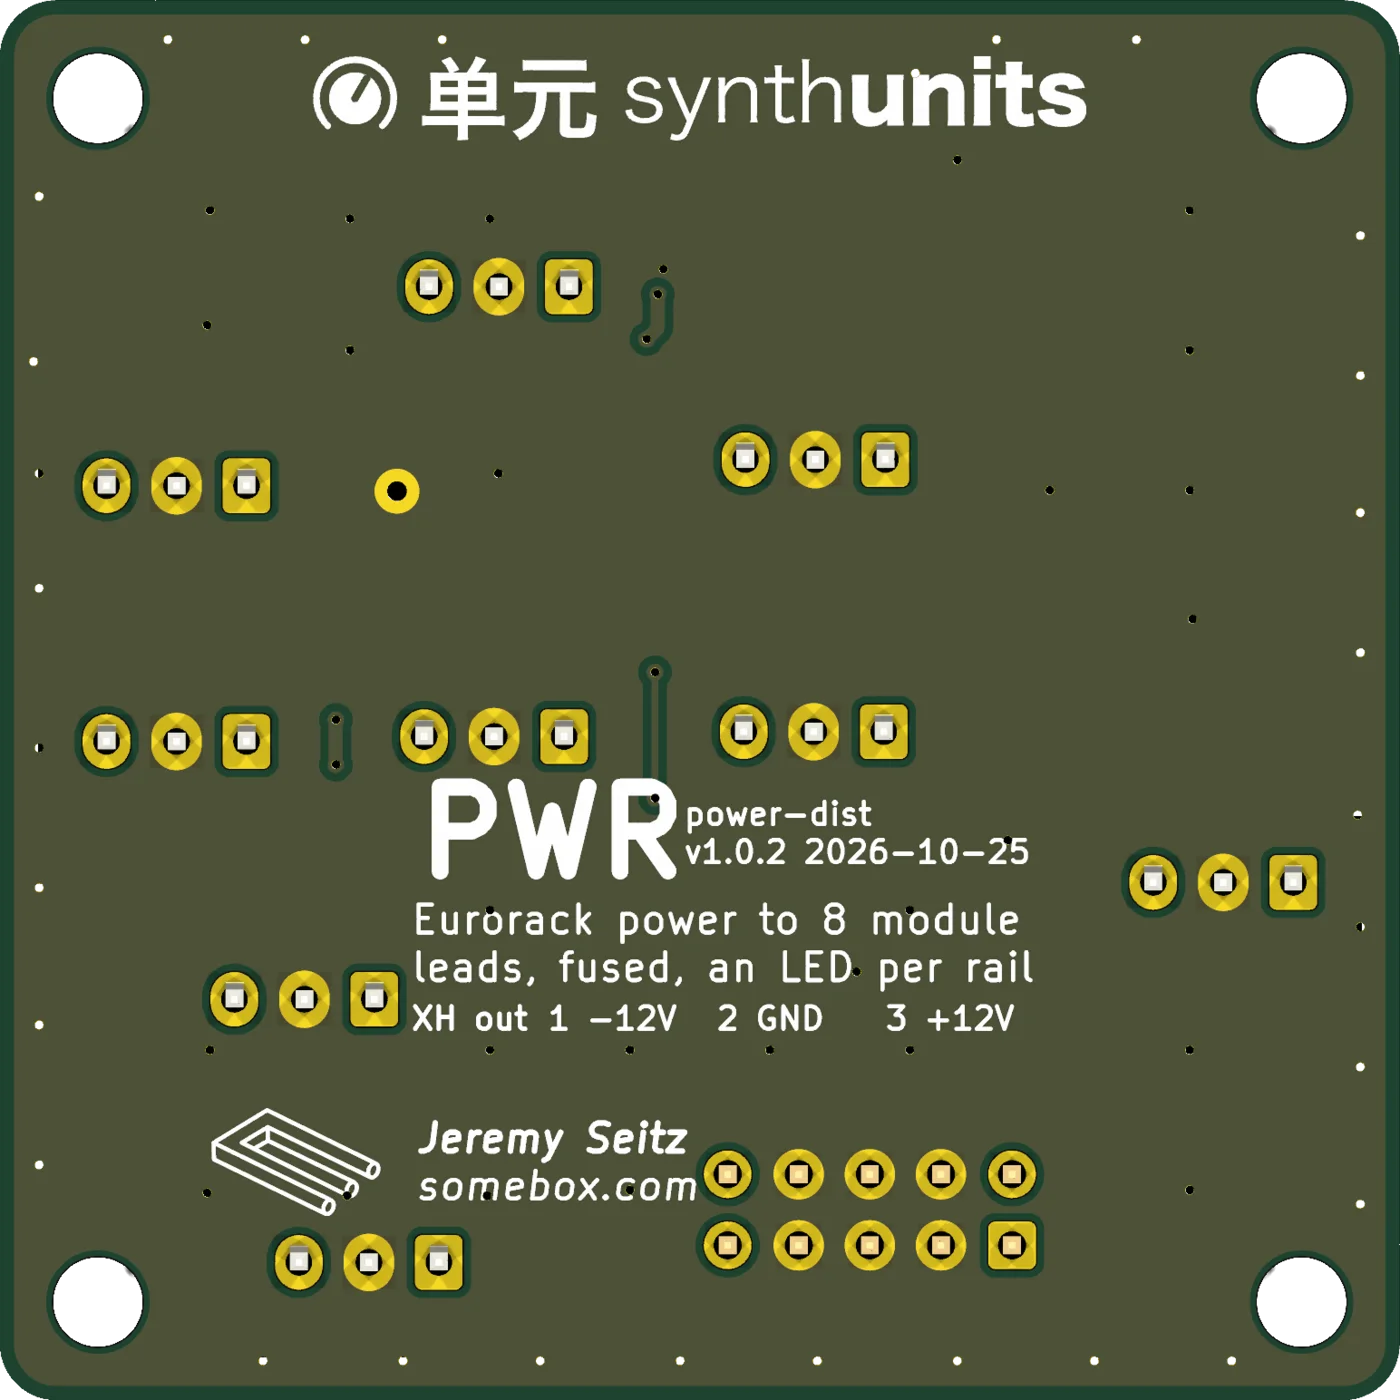 单元 synthunits
PWR
power-dist
v1.0.2 2026-10-25
Eurorack power to 8 module
leads, fused, an LED per rail
XH out 1 -12V 2 GND 3 +12V
Jeremy Seitz
somebox.com